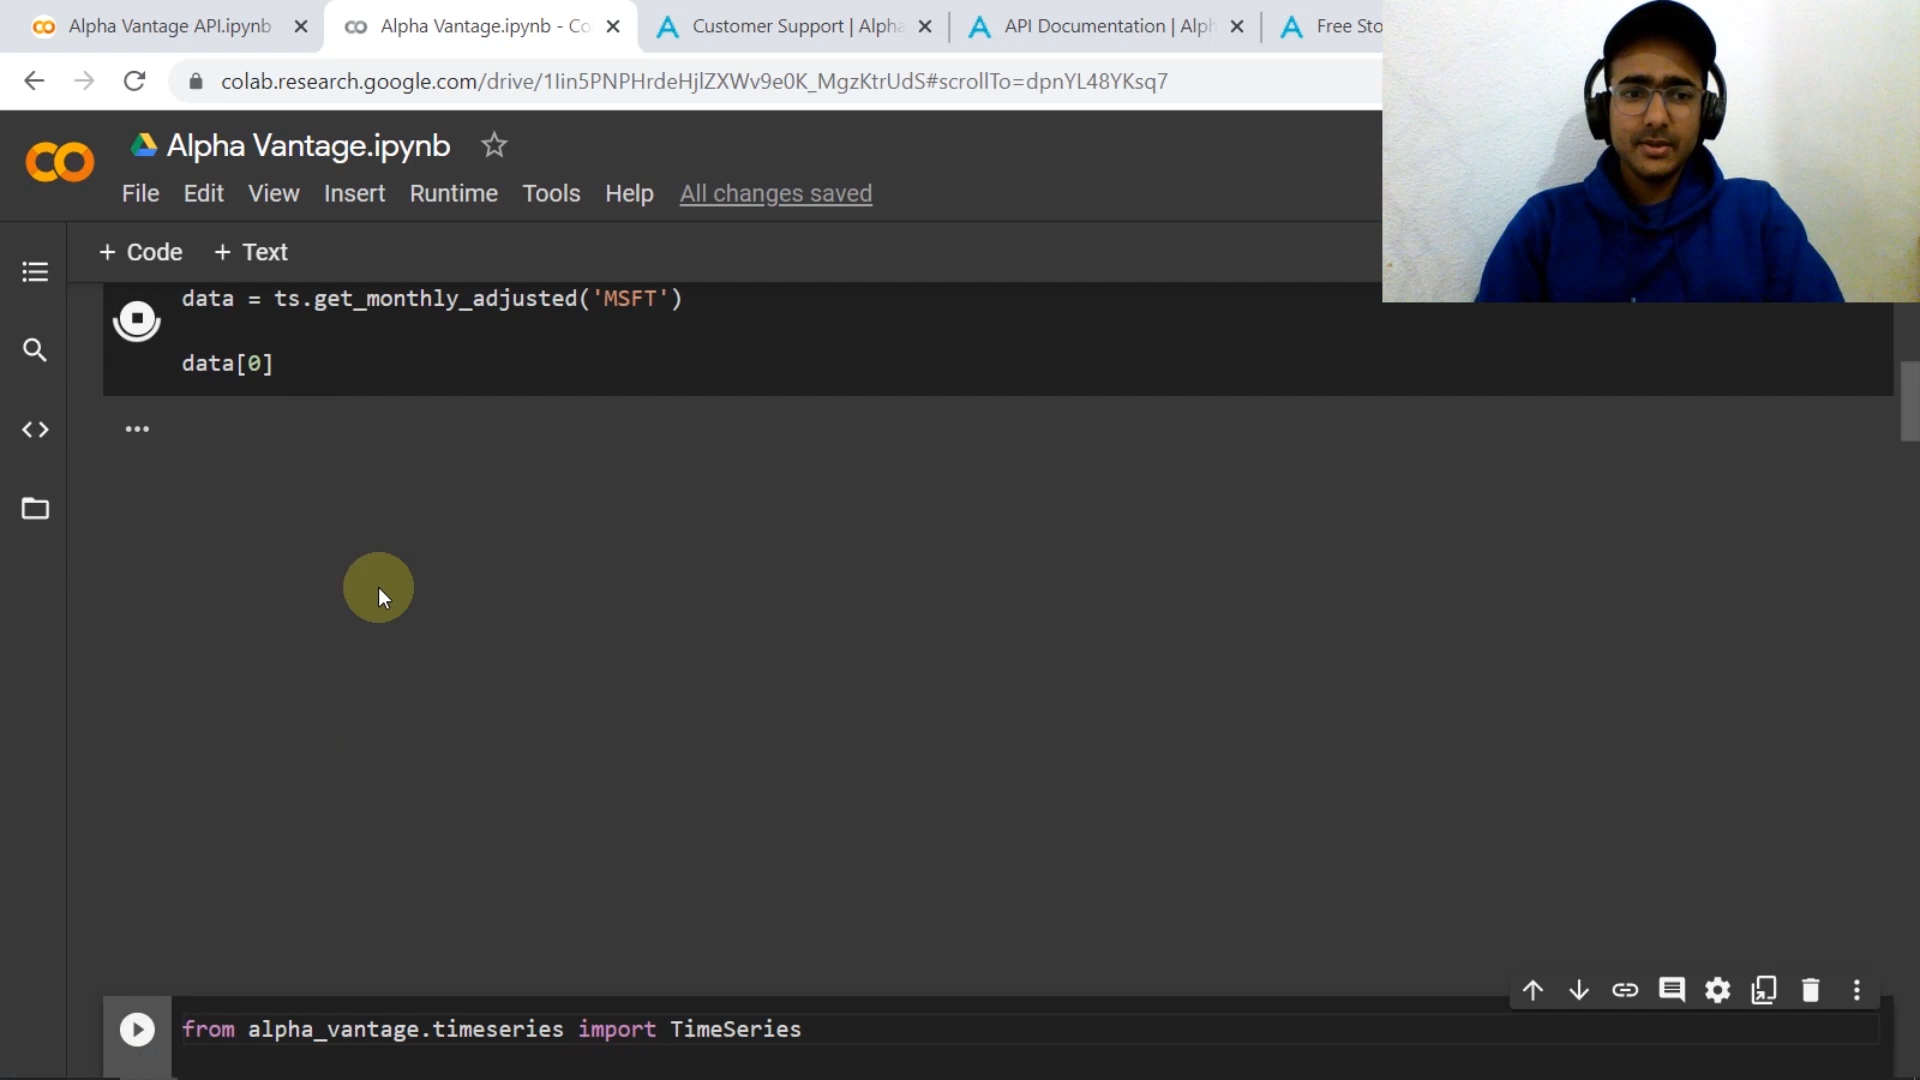 Alpha Vantage API.ipynb
Alpha Vantage.ipynb - Co
Customer Support | Alpha
API Documentation | Alph
Free Sto
colab.research.google.com/drive/1Iin5PNPHrdeHjlZXWv9e0K_MgzKtrUdS#scrollTo=dpnYL48YKsq7
Alpha Vantage.ipynb
File Edit View Insert Runtime Tools Help All changes saved
+ Code + Text
data = ts.get_monthly_adjusted('MSFT')
data[0]
from alpha_vantage.timeseries import TimeSeries